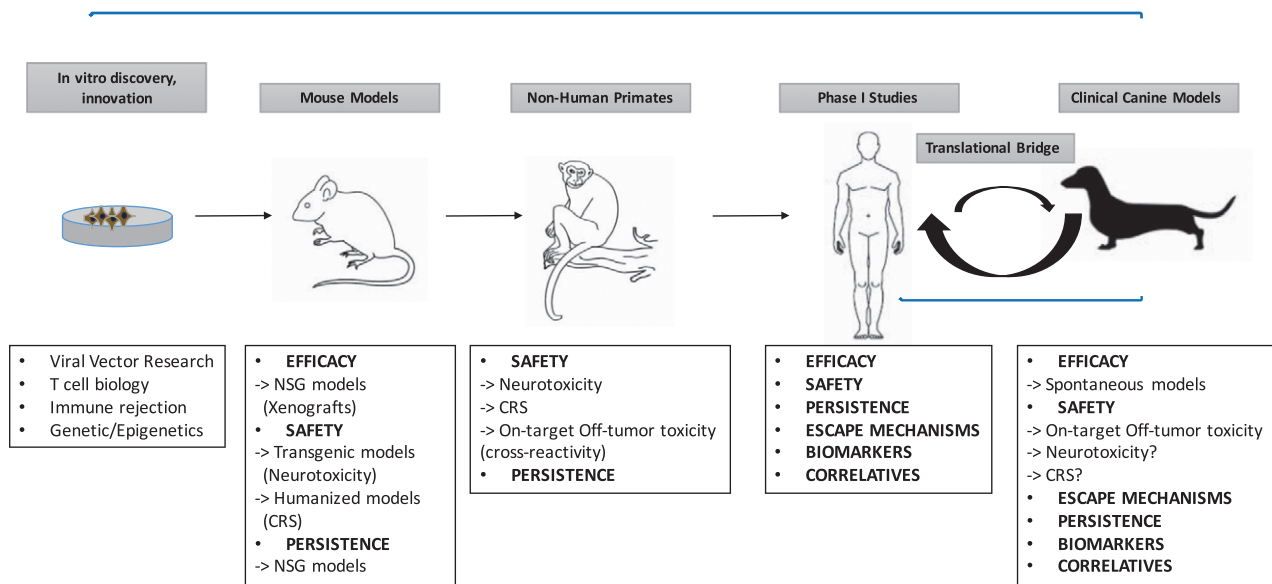 In vitro discovery,
innovation
Mouse Models
Non-Human Primates
Phase I Studies
Clinical Canine Models
Translational Bridge
• Viral Vector Research
• T cell biology
• Immune rejection
• Genetic/Epigenetics
• EFFICACY
-> NSG models
(Xenografts)
• SAFETY
-> Transgenic models
(Neurotoxicity)
-> Humanized models
(CRS)
• PERSISTENCE
-> NSG models
• SAFETY
-> Neurotoxicity
-> CRS
-> On-target Off-tumor toxicity
(cross-reactivity)
• PERSISTENCE
• EFFICACY
• SAFETY
• PERSISTENCE
• ESCAPE MECHANISMS
• BIOMARKERS
• CORRELATIVES
• EFFICACY
-> Spontaneous models
• SAFETY
-> On-target Off-tumor toxicity
-> Neurotoxicity?
-> CRS?
• ESCAPE MECHANISMS
• PERSISTENCE
• BIOMARKERS
• CORRELATIVES